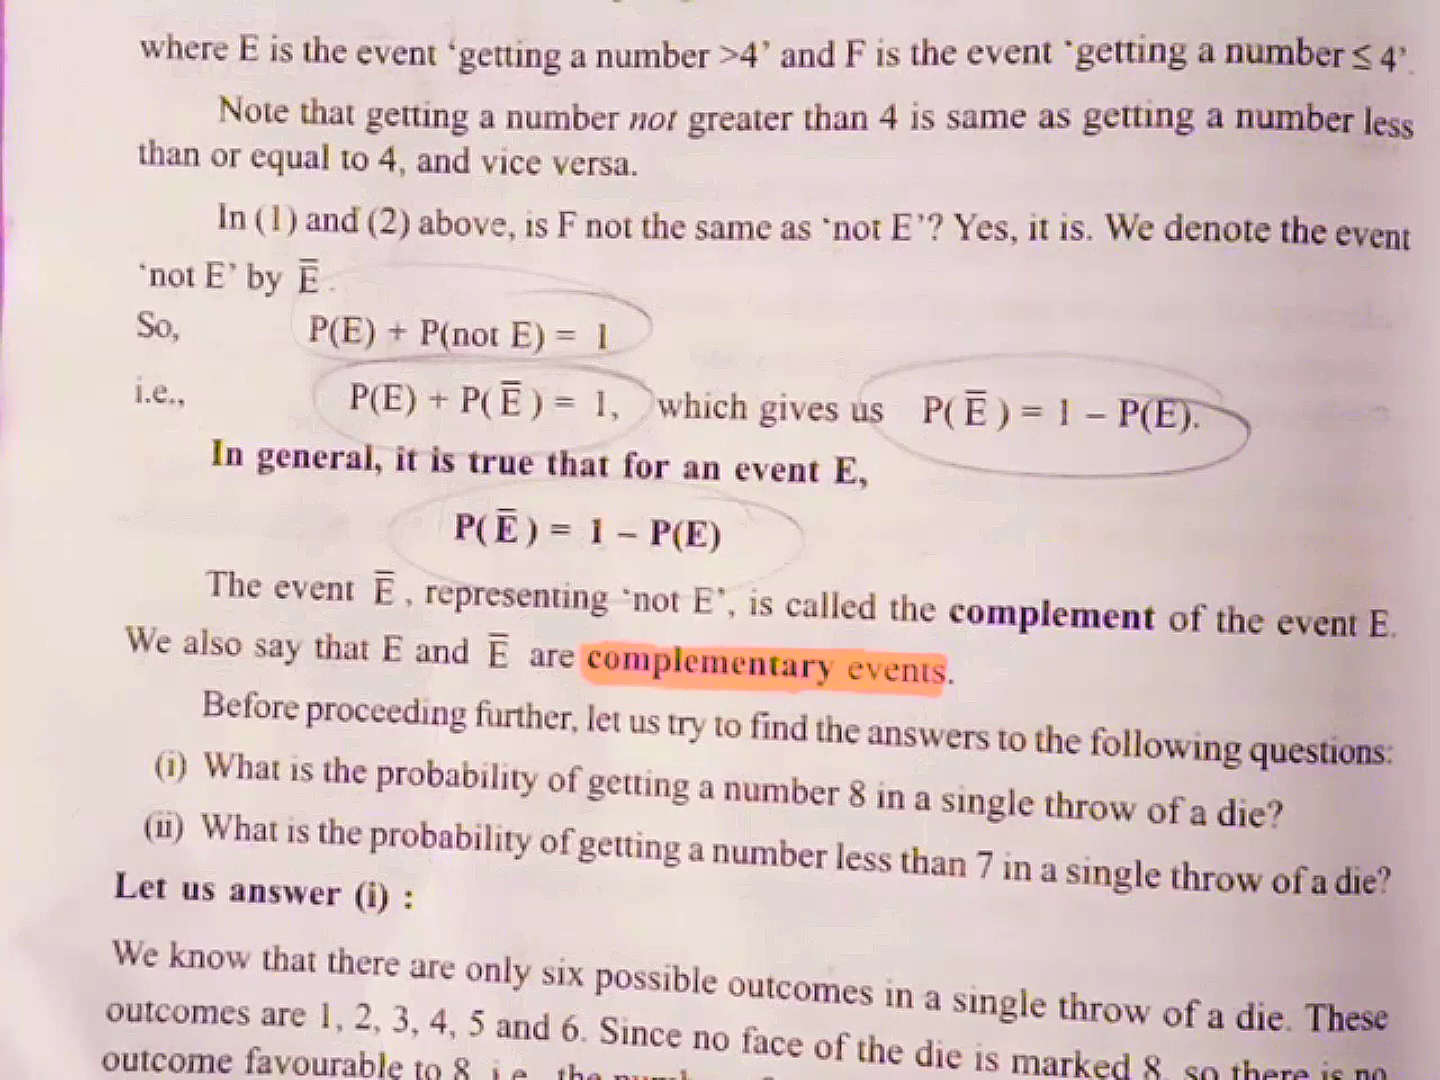 where E is the event ‘getting a number >4’ and F is the event ‘getting a number ≤ 4’.
Note that getting a number not greater than 4 is same as getting a number less
than or equal to 4, and vice versa.
In (1) and (2) above, is F not the same as ‘not E’? Yes, it is. We denote the event
‘not E’ by E̅.
So, P(E) + P(not E) = 1
i.e., P(E) + P( E̅ ) = 1, which gives us P( E̅ ) = 1 – P(E).
In general, it is true that for an event E,
P( E̅ ) = 1 – P(E)
The event E̅ , representing ‘not E’, is called the complement of the event E.
We also say that E and E̅ are complementary events.
Before proceeding further, let us try to find the answers to the following questions:
(i) What is the probability of getting a number 8 in a single throw of a die?
(ii) What is the probability of getting a number less than 7 in a single throw of a die?
Let us answer (i) :
We know that there are only six possible outcomes in a single throw of a die. These
outcomes are 1, 2, 3, 4, 5 and 6. Since no face of the die is marked 8, so there is no
outcome favourable to 8, i.e., the